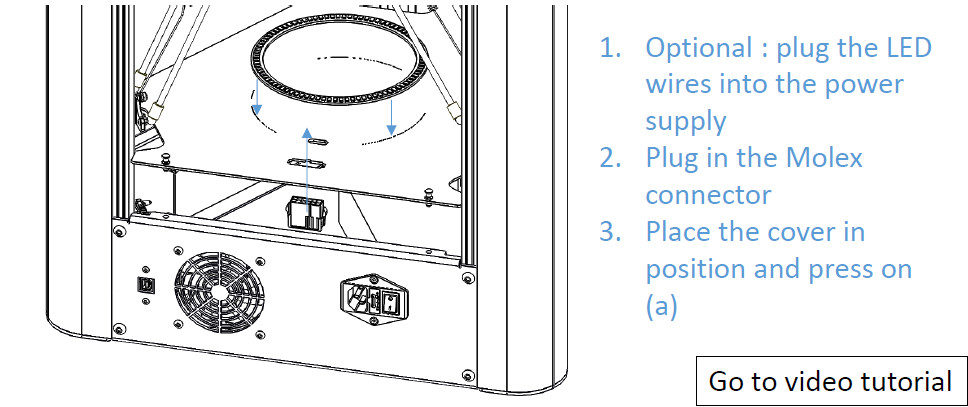 1. Optional : plug the LED
wires into the power
supply
2. Plug in the Molex
connector
3. Place the cover in
position and press on
(a)
Go to video tutorial